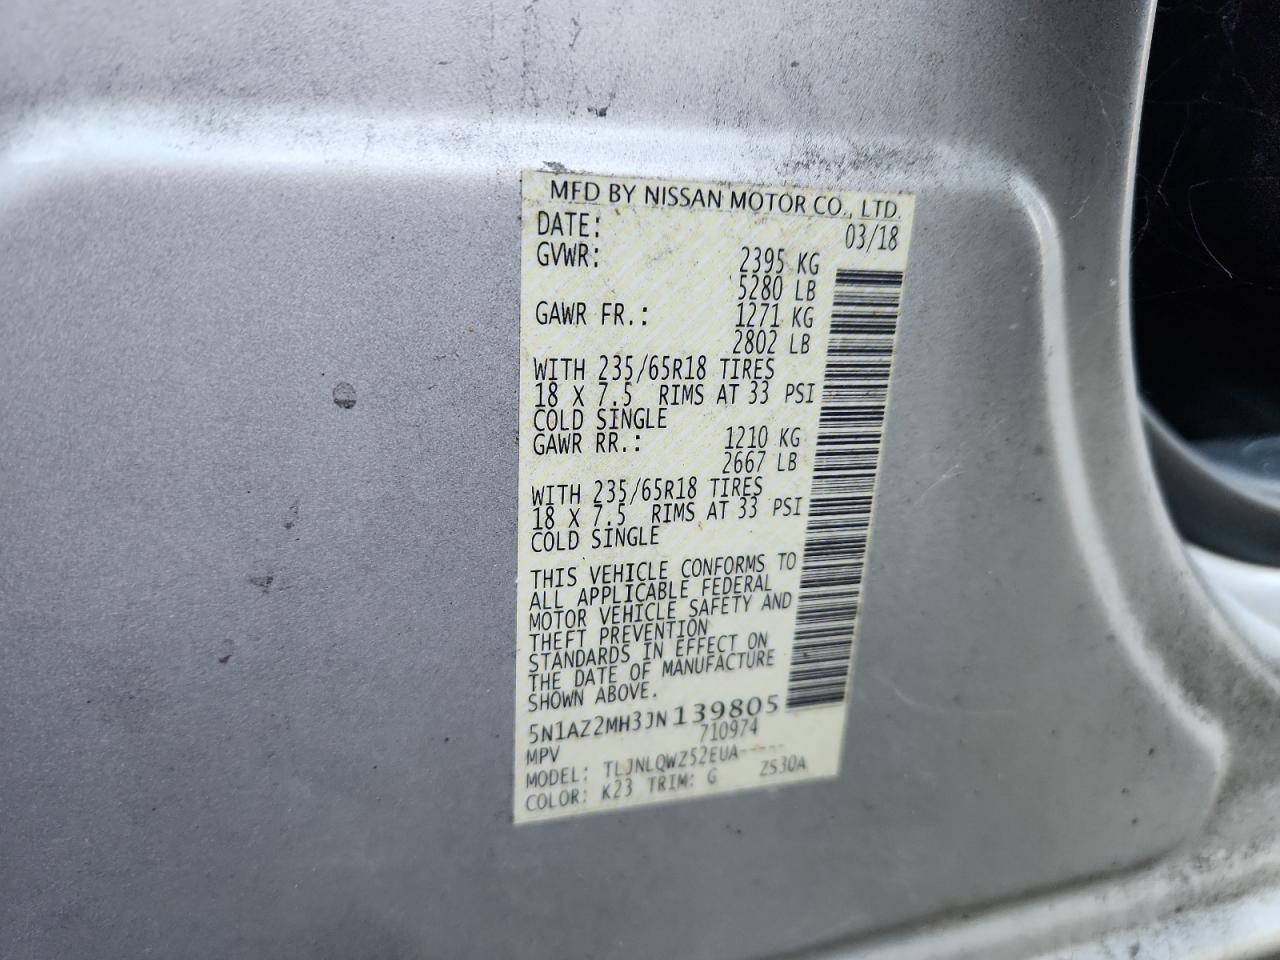 MFD BY NISSAN MOTOR CO., LTD.
DATE: 03/18
GVWR: 2395 KG
5280 LB
GAWR FR.: 1271 KG
2802 LB
WITH 235/65R18 TIRES
18 X 7.5 RIMS AT 33 PSI
COLD SINGLE
GAWR RR.: 1210 KG
2667 LB
WITH 235/65R18 TIRES
18 X 7.5 RIMS AT 33 PSI
COLD SINGLE
THIS VEHICLE CONFORMS TO
ALL APPLICABLE FEDERAL
MOTOR VEHICLE SAFETY AND
THEFT PREVENTION
STANDARDS IN EFFECT ON
THE DATE OF MANUFACTURE
SHOWN ABOVE.
5N1AZ2MH3JN139805
MPV 710974
MODEL: TLJNLQWZ52EUA-----
COLOR: K23 TRIM: G ZS30A